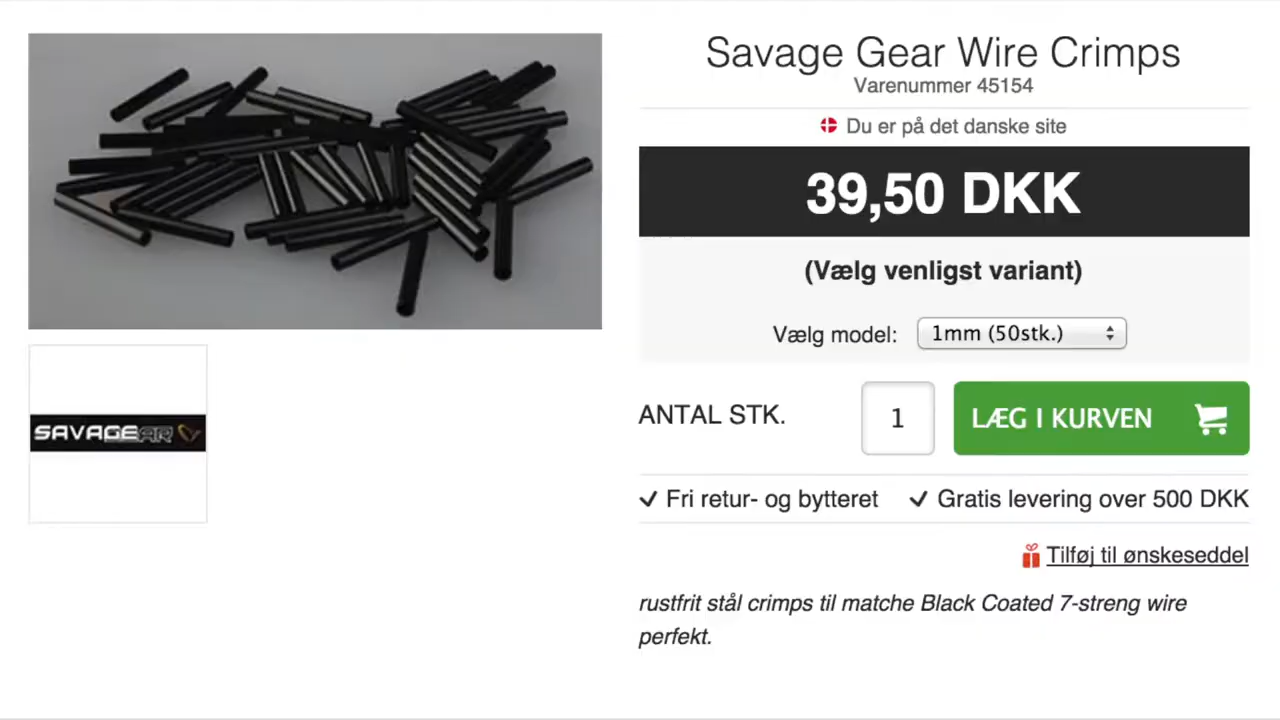 Savage Gear Wire Crimps
Varenummer 45154
Du er på det danske site
39,50 DKK
(Vælg venligst variant)
Vælg model: 1mm (50stk.)
ANTAL STK. 1 LÆG I KURVEN
Fri retur- og bytteret Gratis levering over 500 DKK
Tilføj til ønskeseddel
rustfrit stål crimps til matche Black Coated 7-streng wire
perfekt.
SAVAGEGEAR